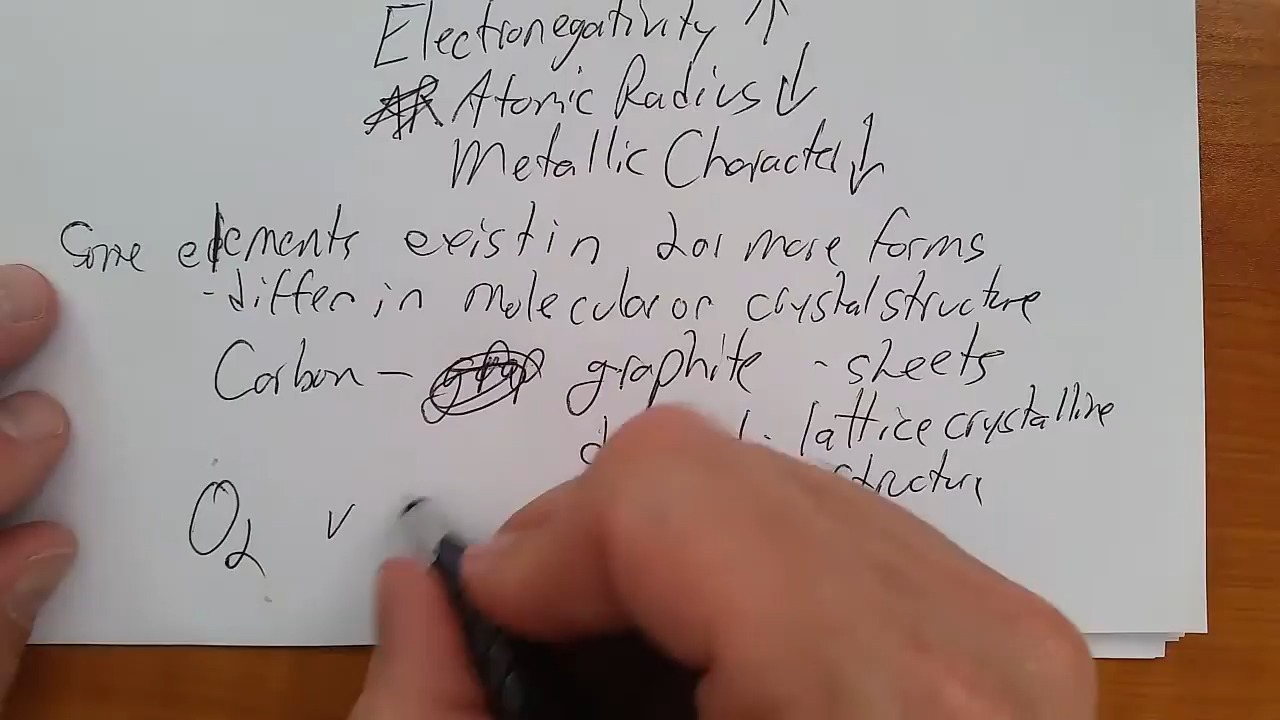 Electronegativity ↑
Atomic Radius ↓
Metallic Character ↓
Some elements exist in 2 or more forms
- differ in molecular or crystal structure
Carbon - graphite - sheets
lattice crystalline
structure
O2 v